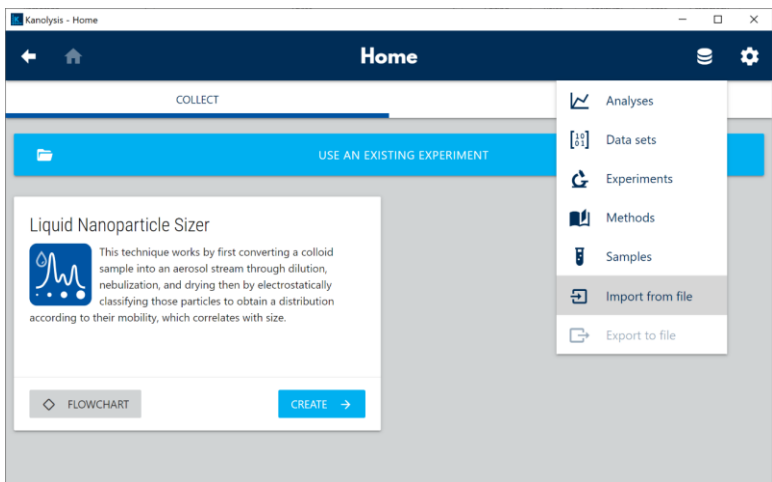 Kanolysis - Home
Home
COLLECT
USE AN EXISTING EXPERIMENT
Analyses
Data sets
Experiments
Methods
Samples
Import from file
Export to file
Liquid Nanoparticle Sizer
This technique works by first converting a colloid
sample into an aerosol stream through dilution,
nebulization, and drying then by electrostatically
classifying those particles to obtain a distribution
according to their mobility, which correlates with size.
FLOWCHART
CREATE